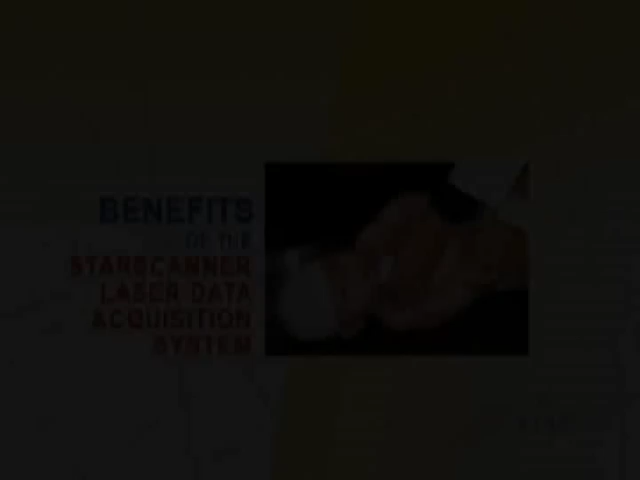 BENEFITS
OF THE
STARSCANNER
LASER DATA
ACQUISITION
SYSTEM